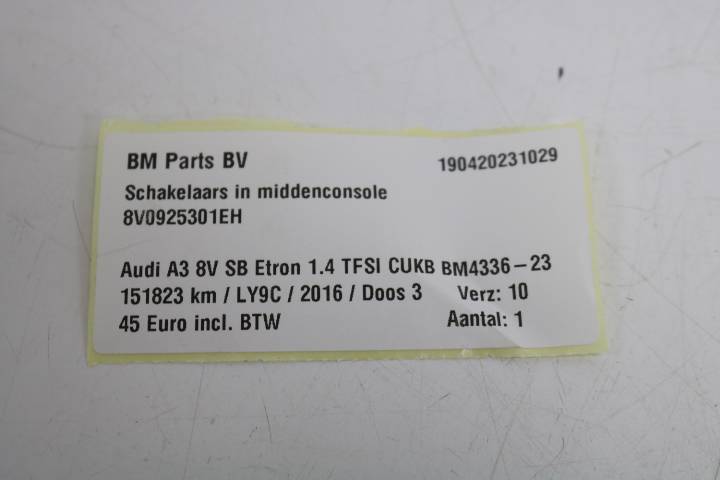 BM Parts BV 190420231029
Schakelaars in middenconsole
8V0925301EH
Audi A3 8V SB Etron 1.4 TFSI CUKB BM4336-23
151823 km / LY9C / 2016 / Doos 3 Verz: 10
45 Euro incl. BTW Aantal: 1